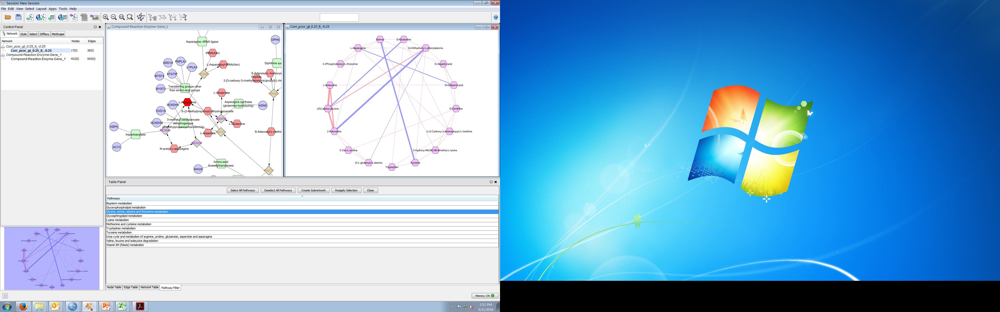 Session: New Session
File Edit View Select Layout Apps Tools Help
Control Panel
Network Style Select Diffany MetScape
Network Nodes Edges
Corr_pcor_gt_0.25_lt_-0.25
Corr_pcor_gt_0.25_lt_-0.25 17(0) 38(0)
Compound-Reaction-Enzyme-Gene_1
Compound-Reaction-Enzyme-Gene_1 452(0) 509(0)
Compound-Reaction-Enzyme-Gene_1
DPH5
Asparagine--tRNA ligase
tRNA(Asn)
PNPLA3
ARD1A
L-Asparaginyl-tRNA(Asn)
Diphthine syn
LYPLA3
HTATIP
MYST4
S-Adenosyl-L-homocys
Peptide
2-[3-carboxy-3-(methylammonio)propyl]-L-his
MYST3
Transferring groups other
than amino-acyl groups
L-Glutamate
L-Asparagine
BCKDHA
Asparagine synthase
(glutamine-hydrolyzing)
ASNS
OVD1A
S-(2-Methylpropanoyl)-dihydrolipoamide
R00578
3-methyl-2-oxobutanoate
dehydrogenase
(2-methylpropanoyl-transferring)
BCKDHB
L-Glutamine
ASPA
RE2644
Aspartoacylase
L-Aspartate
S-Adenosyl-L-methic
RE2032
ACY3
N-acetyl-L-asparagine
Amino-acid
N-acetyltransferase
NAGS
Corr_pcor_gt_0.25_lt_-0.25
Serine
D-Glutamine
L-Asparagine
3,4-Dihydroxy-L-phenylalanine
4-(Phosphonooxy)-L-threonine
D-Aspartic acid
L-Isoleucine
D-Glutamic acid
(2S)-alpha-Leucine
D-Ornithine
2-Ketovaline
2-(3-Carboxy-3-aminopropyl)-L-histidine
5-Oxo-L-proline
3-Hydroxy-N6,N6,N6-trimethyl-L-lysine
(5-L-glutamyl)-L-alanine
Tyrosine
Tryptophan
Table Panel
Select All Pathways Deselect All Pathways Create Subnetwork Reapply Selection Close
Pathways
Biopterin metabolism
Glycerophospholipid metabolism
Glycine, serine, alanine and threonine metabolism
Glycosphingolipid metabolism
Lysine metabolism
Methionine and cysteine metabolism
Tryptophan metabolism
Tyrosine metabolism
Urea cycle and metabolism of arginine, proline, glutamate, aspartate and asparagine
Valine, leucine and isoleucine degradation
Vitamin B9 (folate) metabolism
Node Table Edge Table Network Table Pathway Filter
Memory: OK
2:52 PM
3/21/2016